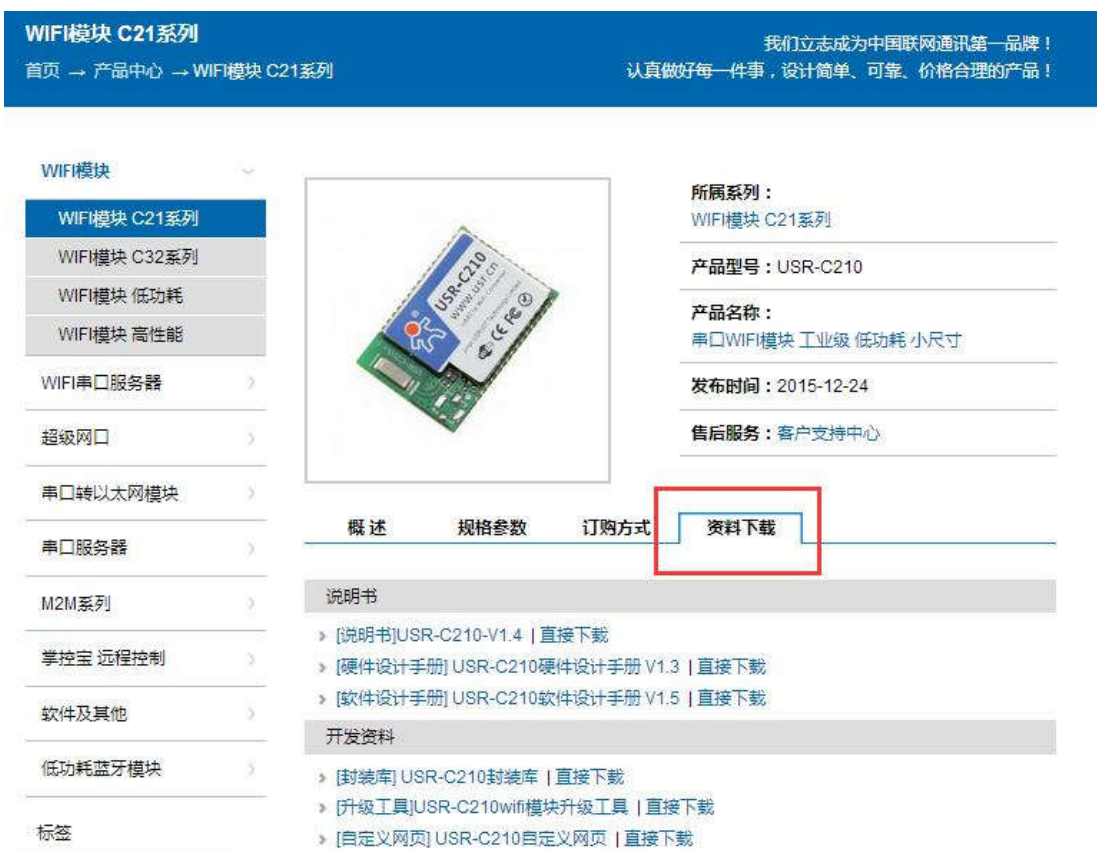 WIFI模块 C21系列
首页 → 产品中心 → WIFI模块 C21系列
我们立志成为中国联网通讯第一品牌！
认真做好每一件事，设计简单、可靠、价格合理的产品！
WIFI模块
WIFI模块 C21系列
WIFI模块 C32系列
WIFI模块 低功耗
WIFI模块 高性能
WIFI串口服务器
超级网口
串口转以太网模块
串口服务器
M2M系列
掌控宝 远程控制
软件及其他
低功耗蓝牙模块
标签
USR-C210
www.usr.cn
CE FC
所属系列：
WIFI模块 C21系列
产品型号：USR-C210
产品名称：
串口WIFI模块 工业级 低功耗 小尺寸
发布时间：2015-12-24
售后服务：客户支持中心
概 述 规格参数 订购方式 资料下载
说明书
[说明书]USR-C210-V1.4 | 直接下载
[硬件设计手册] USR-C210硬件设计手册 V1.3 | 直接下载
[软件设计手册] USR-C210软件设计手册 V1.5 | 直接下载
开发资料
[封装库] USR-C210封装库 | 直接下载
[升级工具]USR-C210wifi模块升级工具 | 直接下载
[自定义网页] USR-C210自定义网页 | 直接下载